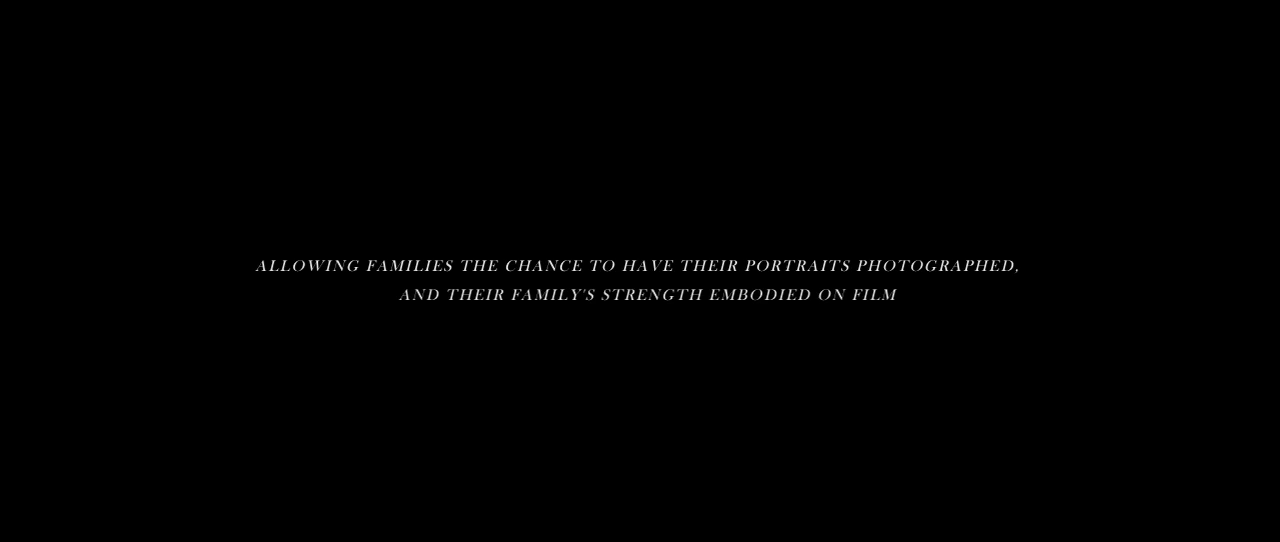 ALLOWING FAMILIES THE CHANCE TO HAVE THEIR PORTRAITS PHOTOGRAPHED,
AND THEIR FAMILY'S STRENGTH EMBODIED ON FILM